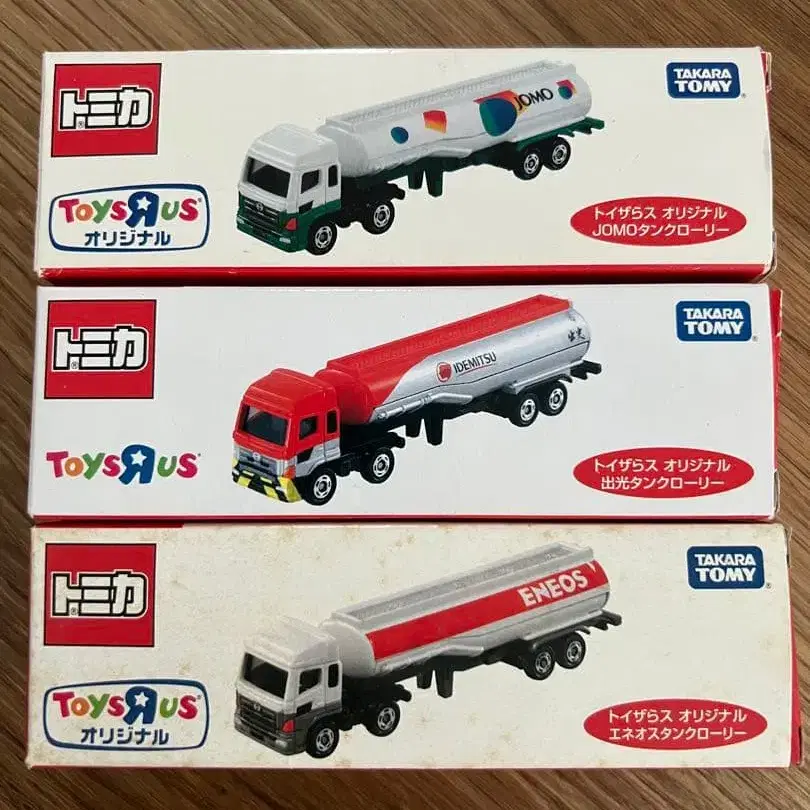 トミカ
TOYSЯUS
オリジナル
JOMO
TAKARA
TOMY
トイザらス オリジナル
JOMOタンクローリー
トミカ
TOYSЯUS
IDEMITSU
出光
TAKARA
TOMY
トイザらス オリジナル
出光タンクローリー
トミカ
TOYSЯUS
オリジナル
ENEOS
TAKARA
TOMY
トイザらス オリジナル
エネオスタンクローリー